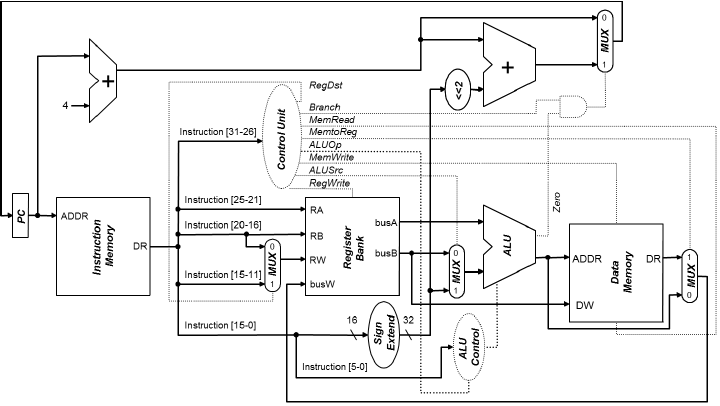 0
MUX
1
+
+
<<2
4
RegDst
Branch
MemRead
MemtoReg
ALUOp
MemWrite
ALUSrc
RegWrite
Control Unit
Instruction [31-26]
Instruction [25-21]
Instruction [20-16]
Instruction [15-11]
Instruction [15-0]
Instruction [5-0]
PC
ADDR
Instruction
Memory
DR
0
MUX
1
RA
RB
RW
busW
Register
Bank
busA
busB
0
MUX
1
ALU
Zero
ADDR
DR
DW
Data
Memory
1
MUX
0
16
Sign
Extend
32
ALU
Control